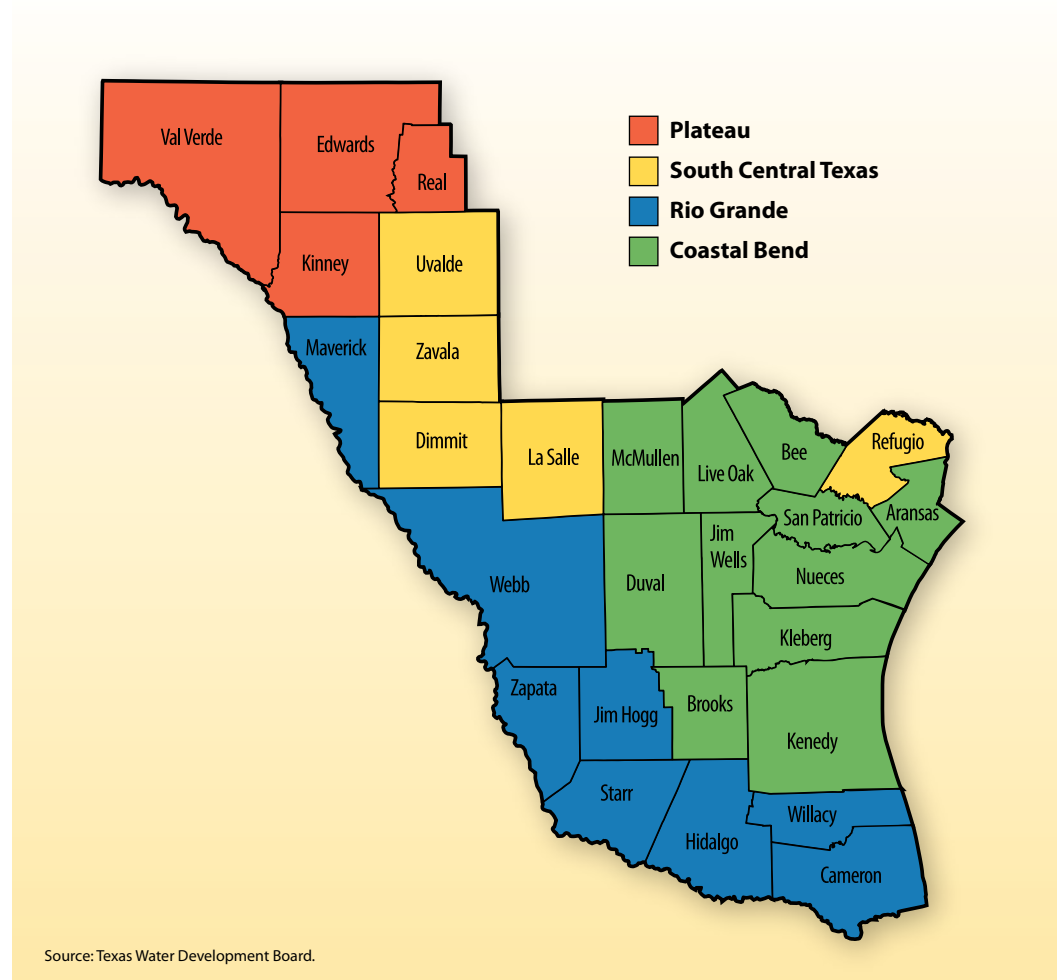 Val Verde
Edwards
Real
Kinney
Uvalde
Maverick
Zavala
Dimmit
La Salle
McMullen
Live Oak
Bee
Refugio
San Patricio
Aransas
Jim
Wells
Webb
Duval
Nueces
Kleberg
Zapata
Jim Hogg
Brooks
Kenedy
Starr
Hidalgo
Willacy
Cameron
Plateau
South Central Texas
Rio Grande
Coastal Bend
Source: Texas Water Development Board.